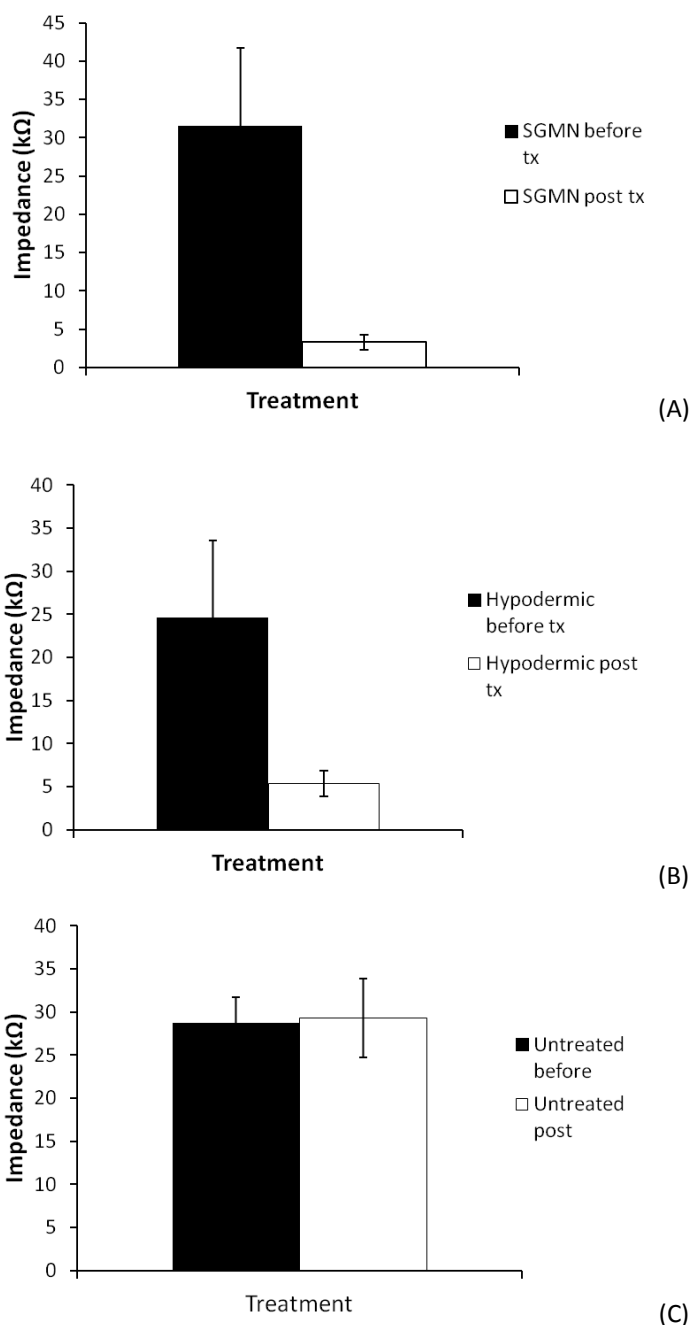 45
40
35
30
25
20
15
10
5
0
Impedance (kΩ)
SGMN before
tx
SGMN post tx
Treatment
(A)
40
35
30
25
20
15
10
5
0
Impedance (kΩ)
Hypodermic
before tx
Hypodermic post
tx
Treatment
(B)
40
35
30
25
20
15
10
5
0
Impedance (kΩ)
Untreated
before
Untreated
post
Treatment
(C)